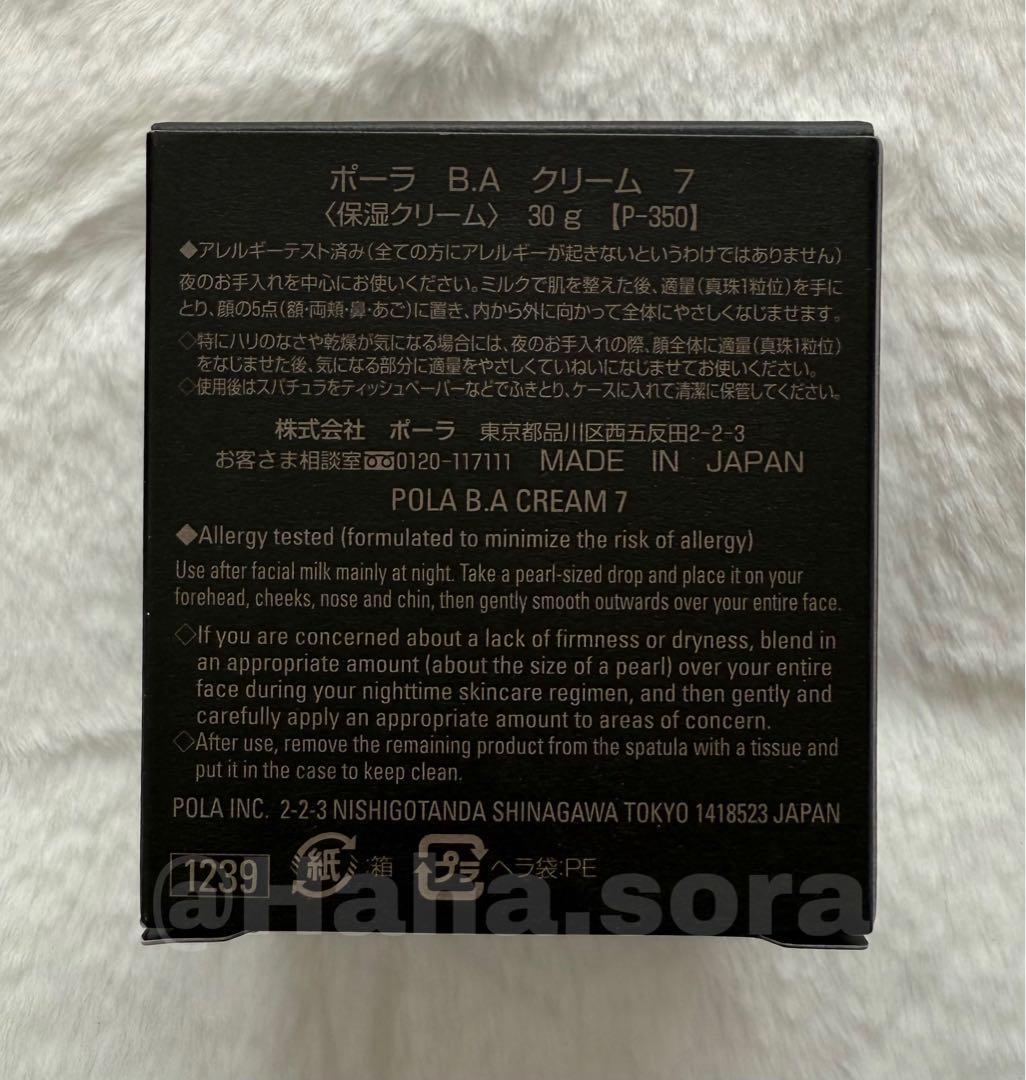 ポーラ B.A クリーム 7
〈保湿クリーム〉 30g 【P-350】
◆アレルギーテスト済み(全ての方にアレルギーが起きないというわけではありません)
夜のお手入れを中心にお使いください。ミルクで肌を整えた後、適量(真珠1粒位)を手に
とり、顔の5点(額・両頬・鼻・あご)に置き、内から外に向かって全体にやさしくなじませます。
◇特にハリのなさや乾燥が気になる場合には、夜のお手入れの際、顔全体に適量(真珠1粒位)
をなじませた後、気になる部分に適量をやさしくていねいになじませてお使いください。
◇使用後はスパチュラをティッシュペーパーなどでふきとり、ケースに入れて清潔に保管してください。
株式会社 ポーラ 東京都品川区西五反田2-2-3
お客さま相談室 0120-117111 MADE IN JAPAN
POLA B.A CREAM 7
◆Allergy tested (formulated to minimize the risk of allergy)
Use after facial milk mainly at night. Take a pearl-sized drop and place it on your
forehead, cheeks, nose and chin, then gently smooth outwards over your entire face.
◇If you are concerned about a lack of firmness or dryness, blend in
an appropriate amount (about the size of a pearl) over your entire
face during your nighttime skincare regimen, and then gently and
carefully apply an appropriate amount to areas of concern.
◇After use, remove the remaining product from the spatula with a tissue and
put it in the case to keep clean.
POLA INC. 2-2-3 NISHIGOTANDA SHINAGAWA TOKYO 1418523 JAPAN
1239 紙:箱 プラ ヘラ袋:PE
@Hana.sora